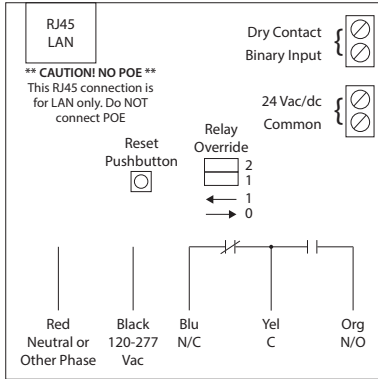 RJ45
LAN
** CAUTION! NO POE **
This RJ45 connection is
for LAN only. Do NOT
connect POE
Dry Contact
Binary Input
24 Vac/dc
Common
Reset
Pushbutton
Relay
Override
2
1
1
0
Red
Neutral or
Other Phase
Black
120-277
Vac
Blu
N/C
Yel
C
Org
N/O